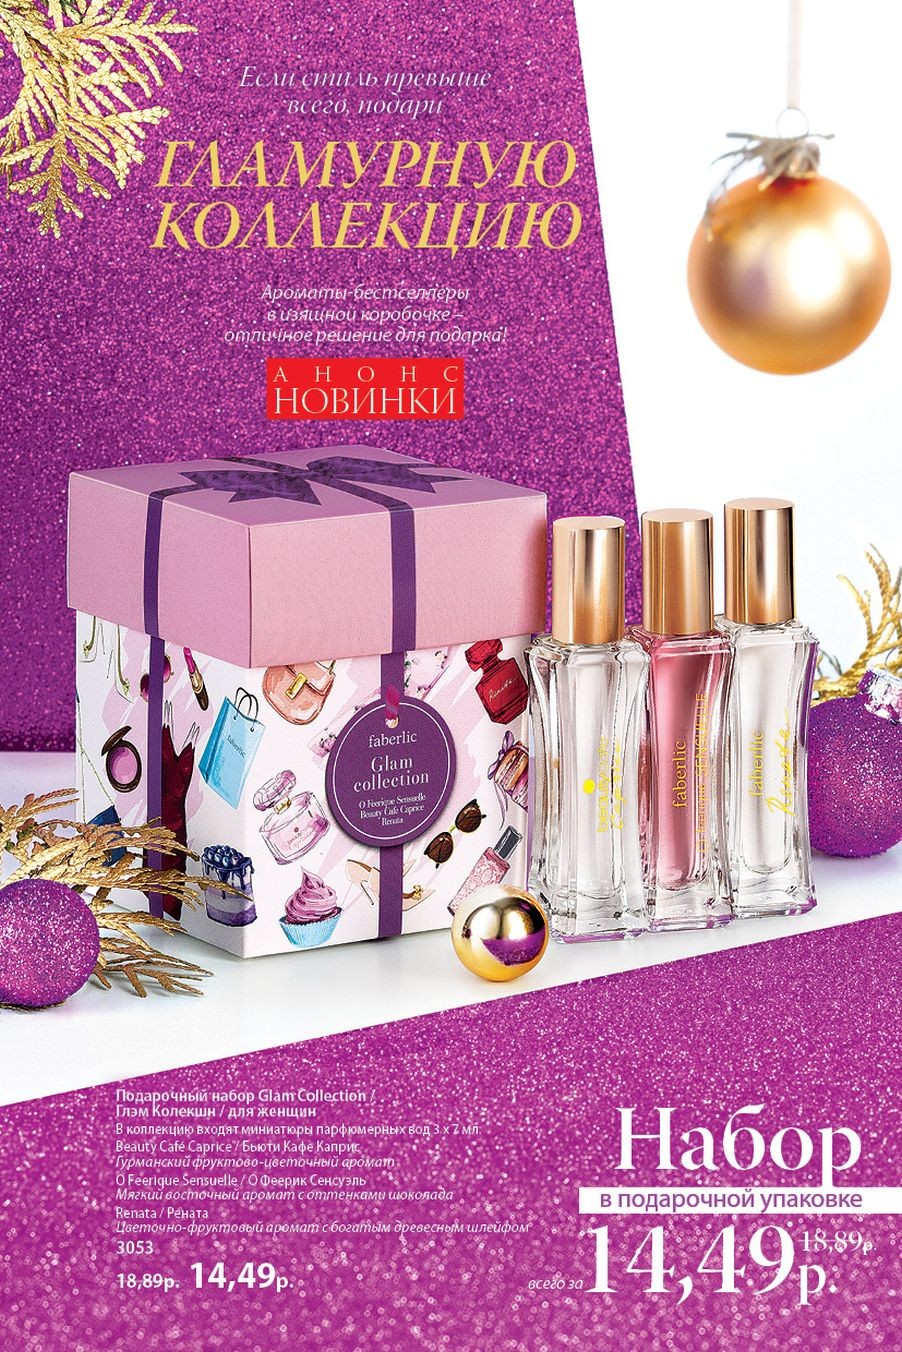 Если стиль превыше
всего, подари
ГЛАМУРНУЮ
КОЛЛЕКЦИЮ
Ароматы-бестселлеры
в изящной коробочке –
отличное решение для подарка!
АНОНС
НОВИНКИ
faberlic
Glam
collection
O Feerique Sensuelle
Beauty Cafe Caprice
Renata
faberlic
faberlic
faberlic
Renata
Подарочный набор Glam Collection /
Глэм Колекшн / для женщин
В коллекцию входят миниатюры парфюмерных вод 3 x 7 мл:
Beauty Café Caprice / Бьюти Кафе Каприс
Гурманский фруктово-цветочный аромат
O Feerique Sensuelle / О Феерик Сенсуэль
Мягкий восточный аромат с оттенками шоколада
Renata / Рената
Цветочно-фруктовый аромат с богатым древесным шлейфом
3053
18,89р. 14,49р.
Набор
в подарочной упаковке
18,89р.
всего за 14,49 р.